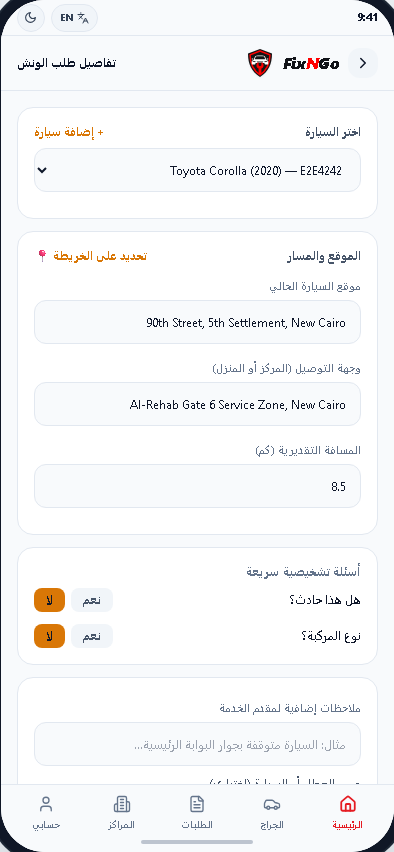 9:41
EN
FixNGo
تفاصيل طلب الونش
اختر السيارة
+ إضافة سيارة
Toyota Corolla (2020) — E2E4242
الموقع والمسار
تحديد على الخريطة 📍
موقع السيارة الحالي
90th Street, 5th Settlement, New Cairo
وجهة التوصيل (المركز أو المنزل)
Al-Rehab Gate 6 Service Zone, New Cairo
المسافة التقديرية (كم)
8.5
أسئلة تشخيصية سريعة
هل هذا حادث؟ نعم لا
نوع المركبة؟ نعم لا
ملاحظات إضافية لمقدم الخدمة
مثال: السيارة متوقفة بجوار البوابة الرئيسية...
الرئيسية
الجراج
الطلبات
المراكز
حسابي